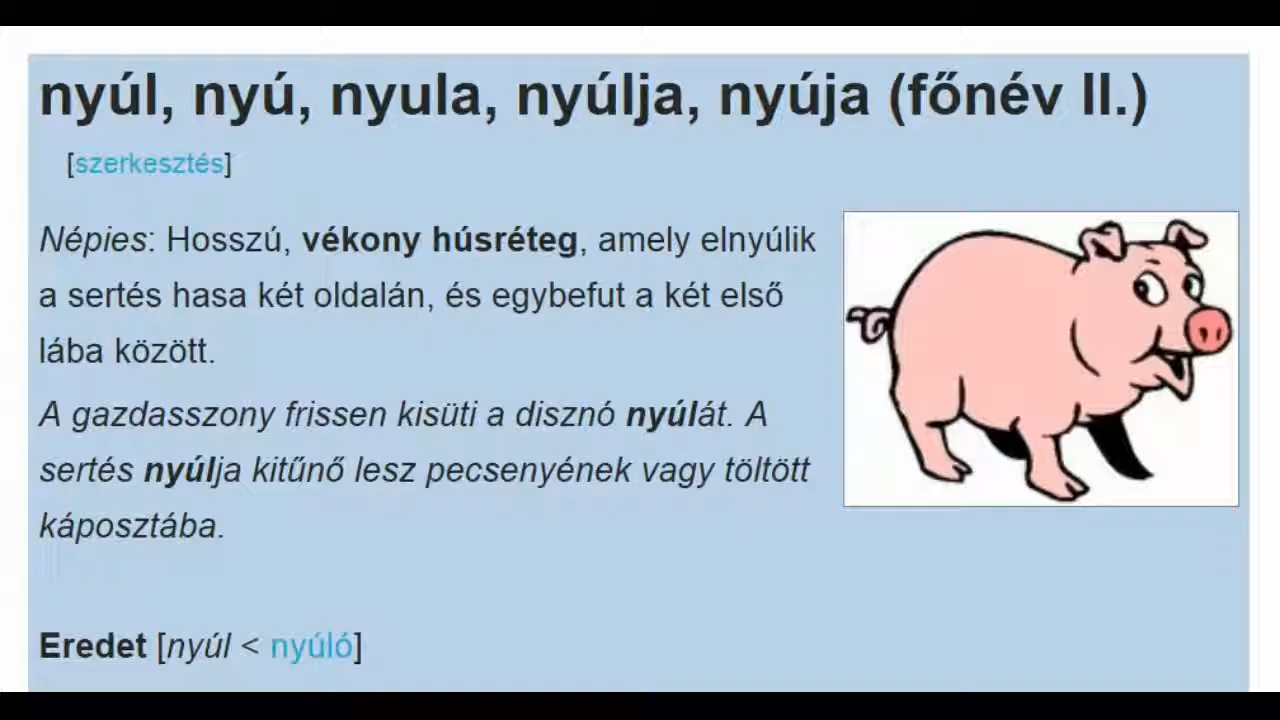 nyúl, nyú, nyula, nyúlja, nyúja (főnév II.)
[szerkesztés]
Népies: Hosszú, vékony húsréteg, amely elnyúlik
a sertés hasa két oldalán, és egybefut a két első
lába között.
A gazdasszony frissen kisüti a disznó nyúlát. A
sertés nyúlja kitűnő lesz pecsenyének vagy töltött
káposztába.
Eredet [nyúl < nyúló]